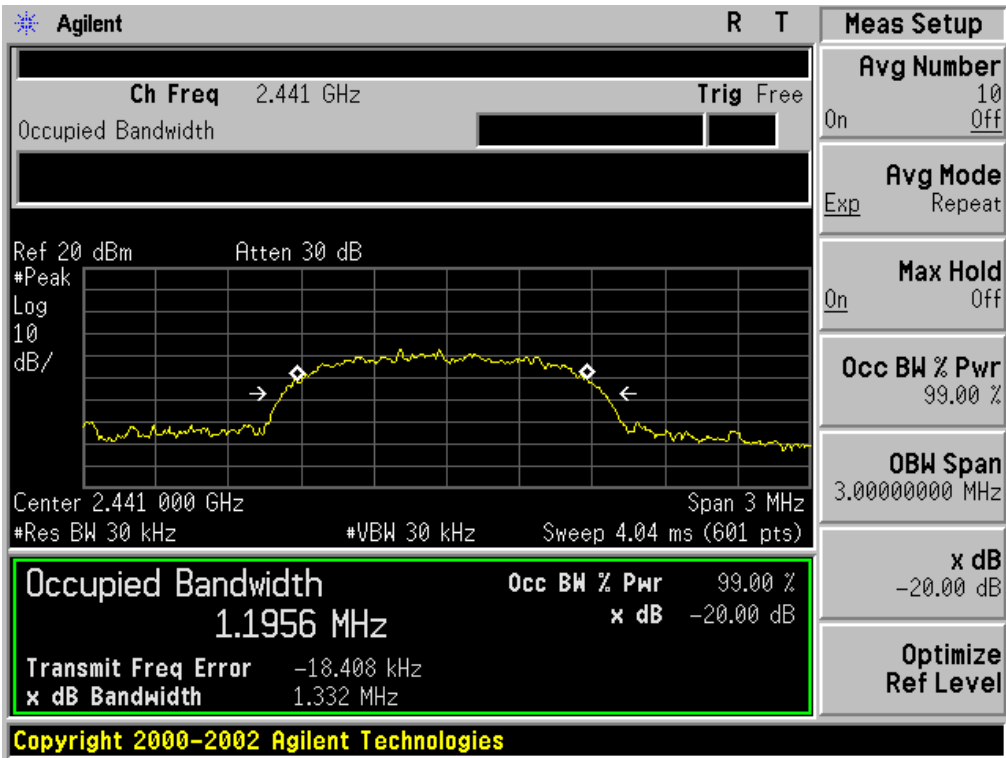 Agilent R T
Ch Freq 2.441 GHz Trig Free
Occupied Bandwidth
Ref 20 dBm Atten 30 dB
#Peak
Log
10
dB/
Center 2.441 000 GHz Span 3 MHz
#Res BW 30 kHz #VBW 30 kHz Sweep 4.04 ms (601 pts)
Occupied Bandwidth Occ BW % Pwr 99.00 %
1.1956 MHz x dB -20.00 dB
Transmit Freq Error -18.408 kHz
x dB Bandwidth 1.332 MHz
Copyright 2000-2002 Agilent Technologies
Meas Setup
Avg Number
10
On Off
Avg Mode
Exp Repeat
Max Hold
On Off
Occ BW % Pwr
99.00 %
OBW Span
3.00000000 MHz
x dB
-20.00 dB
Optimize
Ref Level